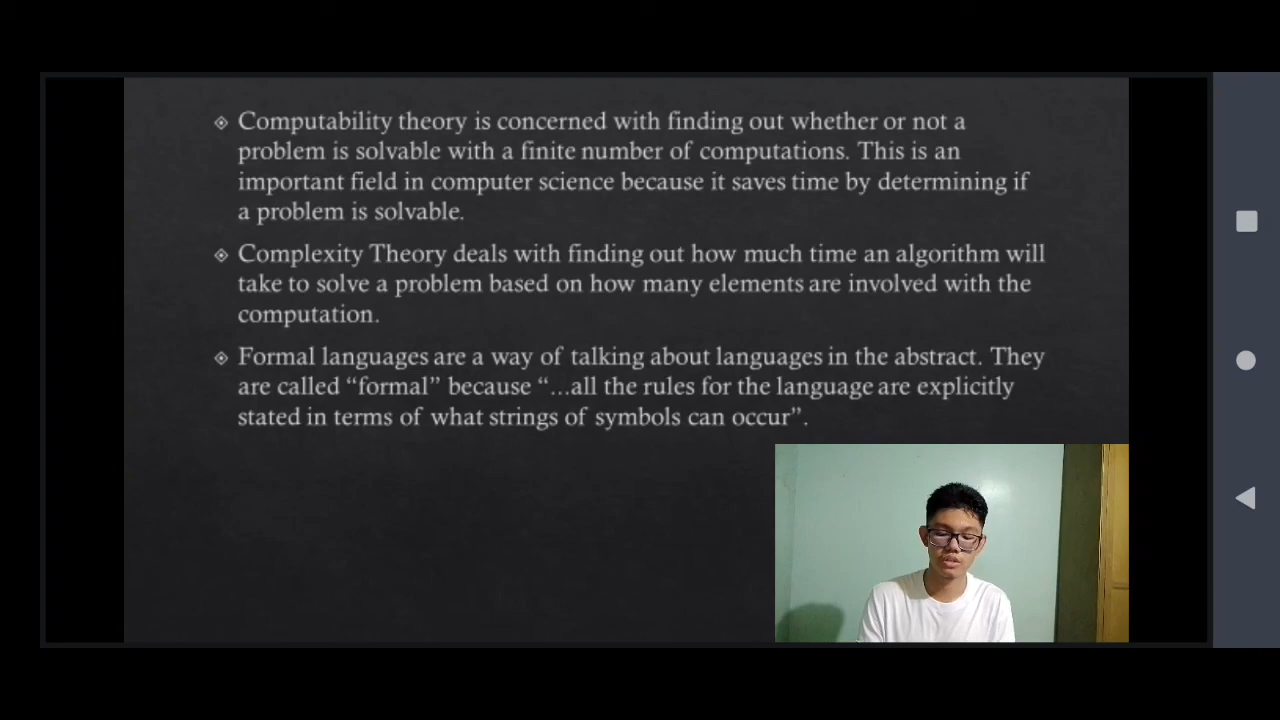 Computability theory is concerned with finding out whether or not a
problem is solvable with a finite number of computations. This is an
important field in computer science because it saves time by determining if
a problem is solvable.
Complexity Theory deals with finding out how much time an algorithm will
take to solve a problem based on how many elements are involved with the
computation.
Formal languages are a way of talking about languages in the abstract. They
are called “formal” because “...all the rules for the language are explicitly
stated in terms of what strings of symbols can occur”.